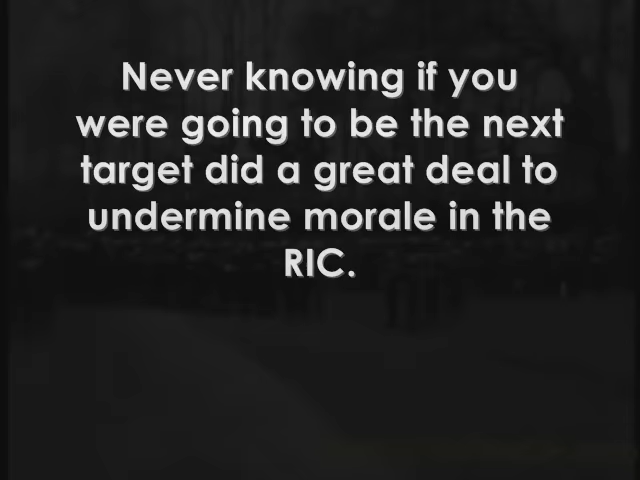 Never knowing if you
were going to be the next
target did a great deal to
undermine morale in the
RIC.